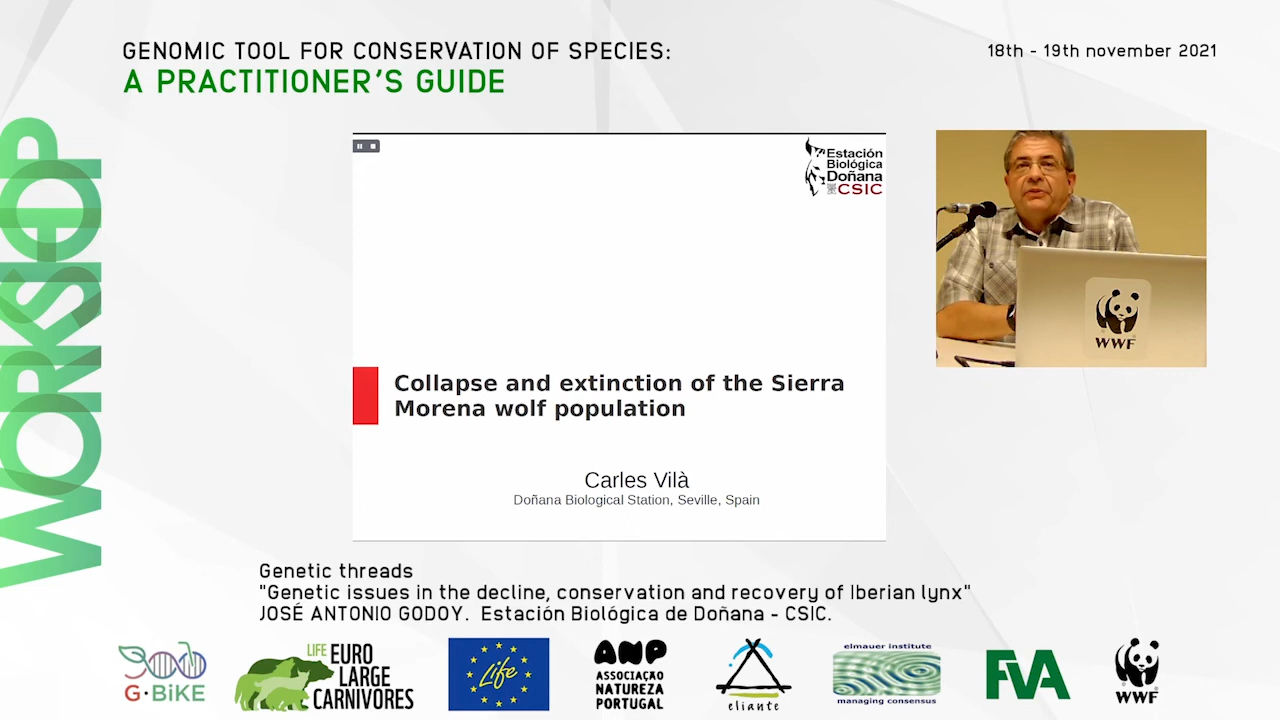 GENOMIC TOOL FOR CONSERVATION OF SPECIES:
A PRACTITIONER'S GUIDE
18th - 19th november 2021
WORKSHOP
Estación
Biológica
Doñana
CSIC
Collapse and extinction of the Sierra
Morena wolf population
Carles Vilà
Doñana Biological Station, Seville, Spain
WWF
Genetic threads
"Genetic issues in the decline, conservation and recovery of Iberian lynx"
JOSÉ ANTONIO GODOY. Estación Biológica de Doñana - CSIC.
G·BiKE
LIFE EURO
LARGE
CARNIVORES
Life
ANP
ASSOCIAÇÃO
NATUREZA
PORTUGAL
eliante
elmauer institute
managing consensus
FVA
WWF